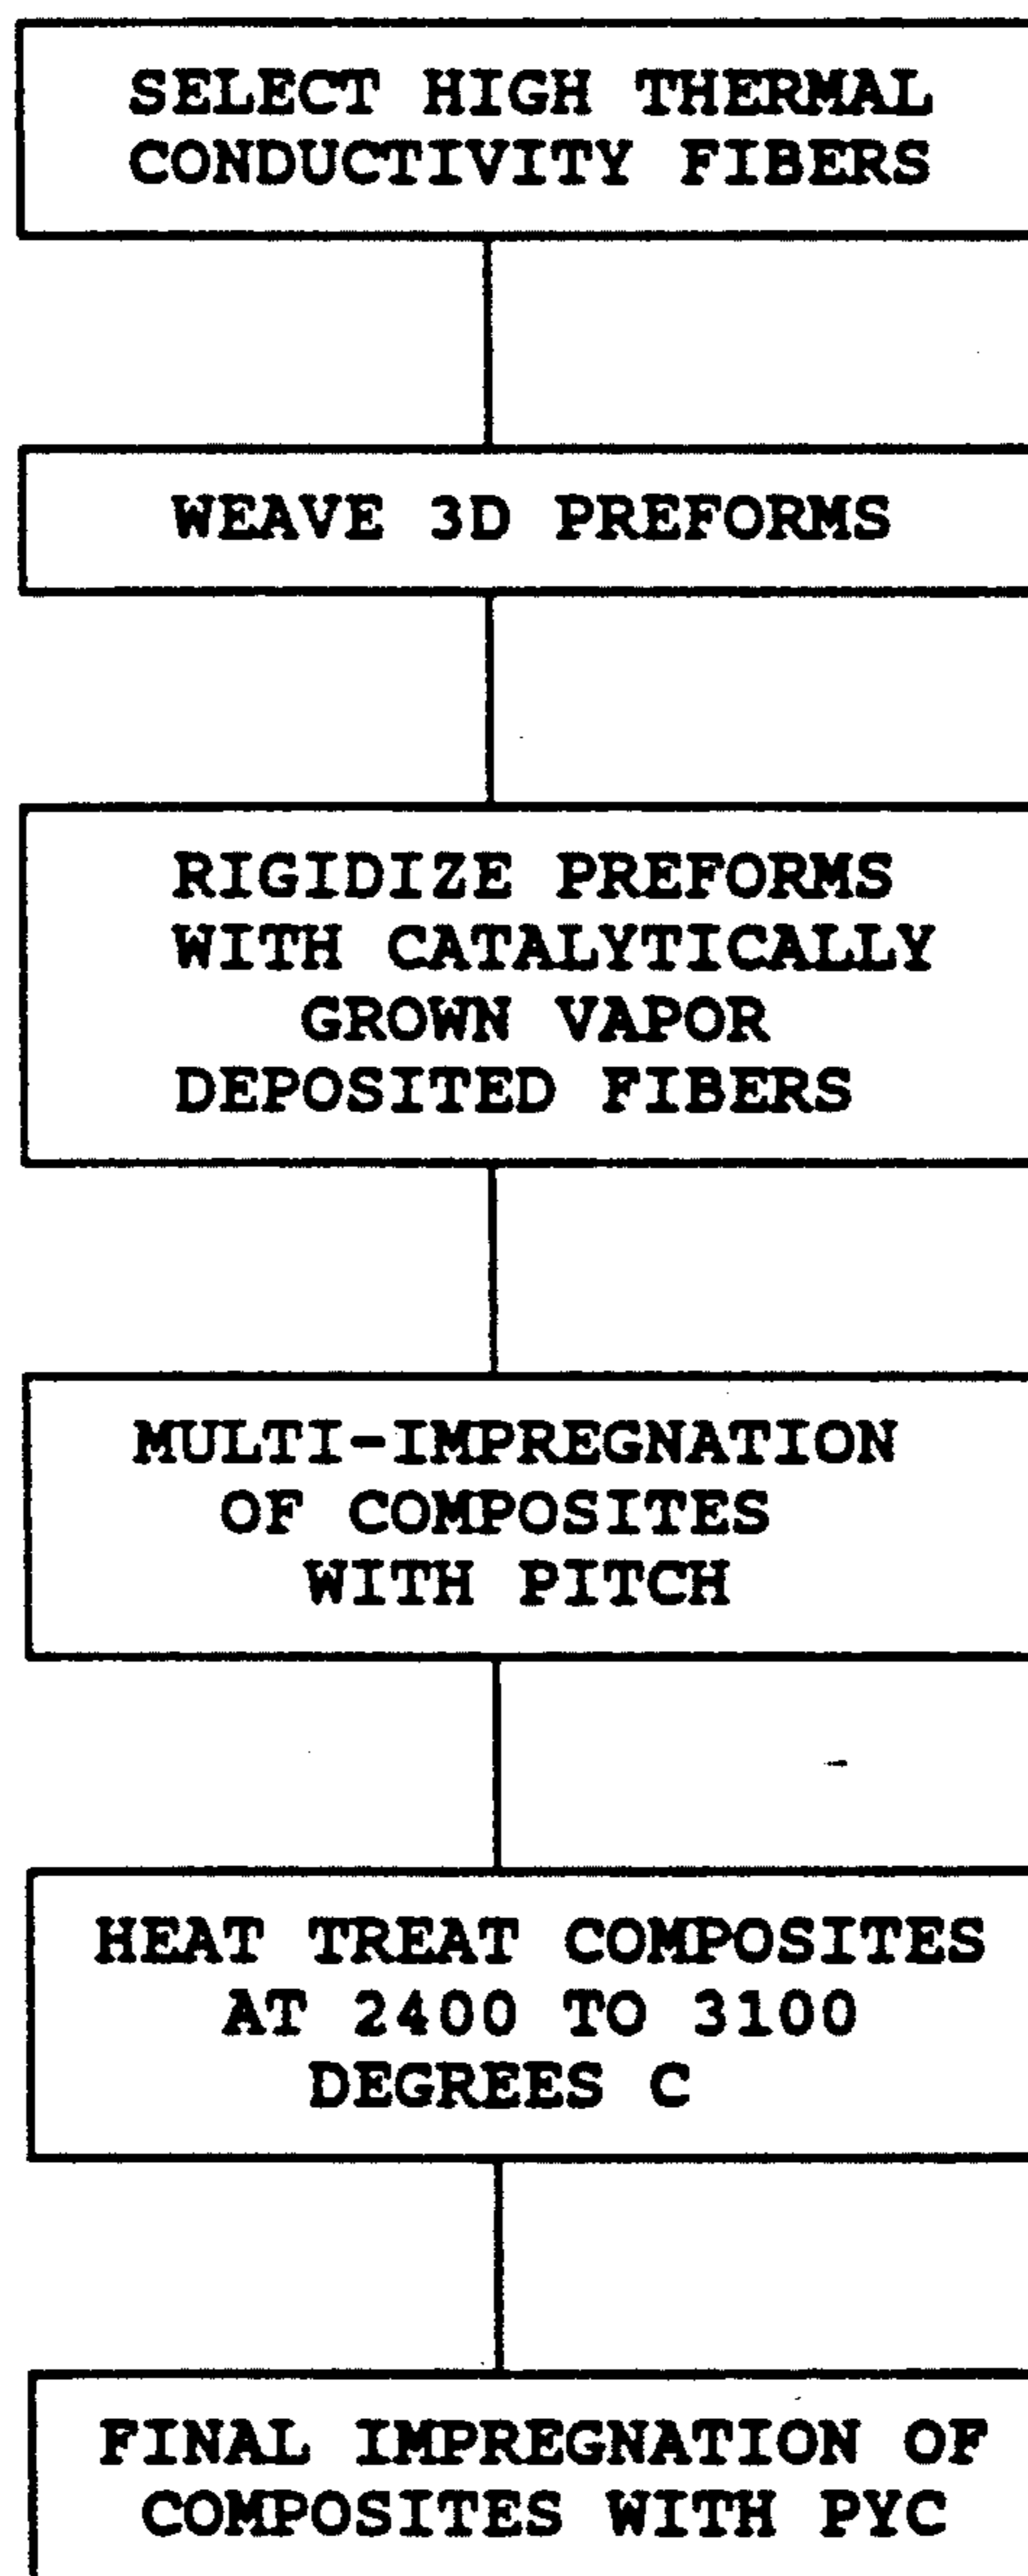 SELECT HIGH THERMAL
CONDUCTIVITY FIBERS
WEAVE 3D PREFORMS
RIGIDIZE PREFORMS
WITH CATALYTICALLY
GROWN VAPOR
DEPOSITED FIBERS
MULTI-IMPREGNATION
OF COMPOSITES
WITH PITCH
HEAT TREAT COMPOSITES
AT 2400 TO 3100
DEGREES C
FINAL IMPREGNATION OF
COMPOSITES WITH PYC